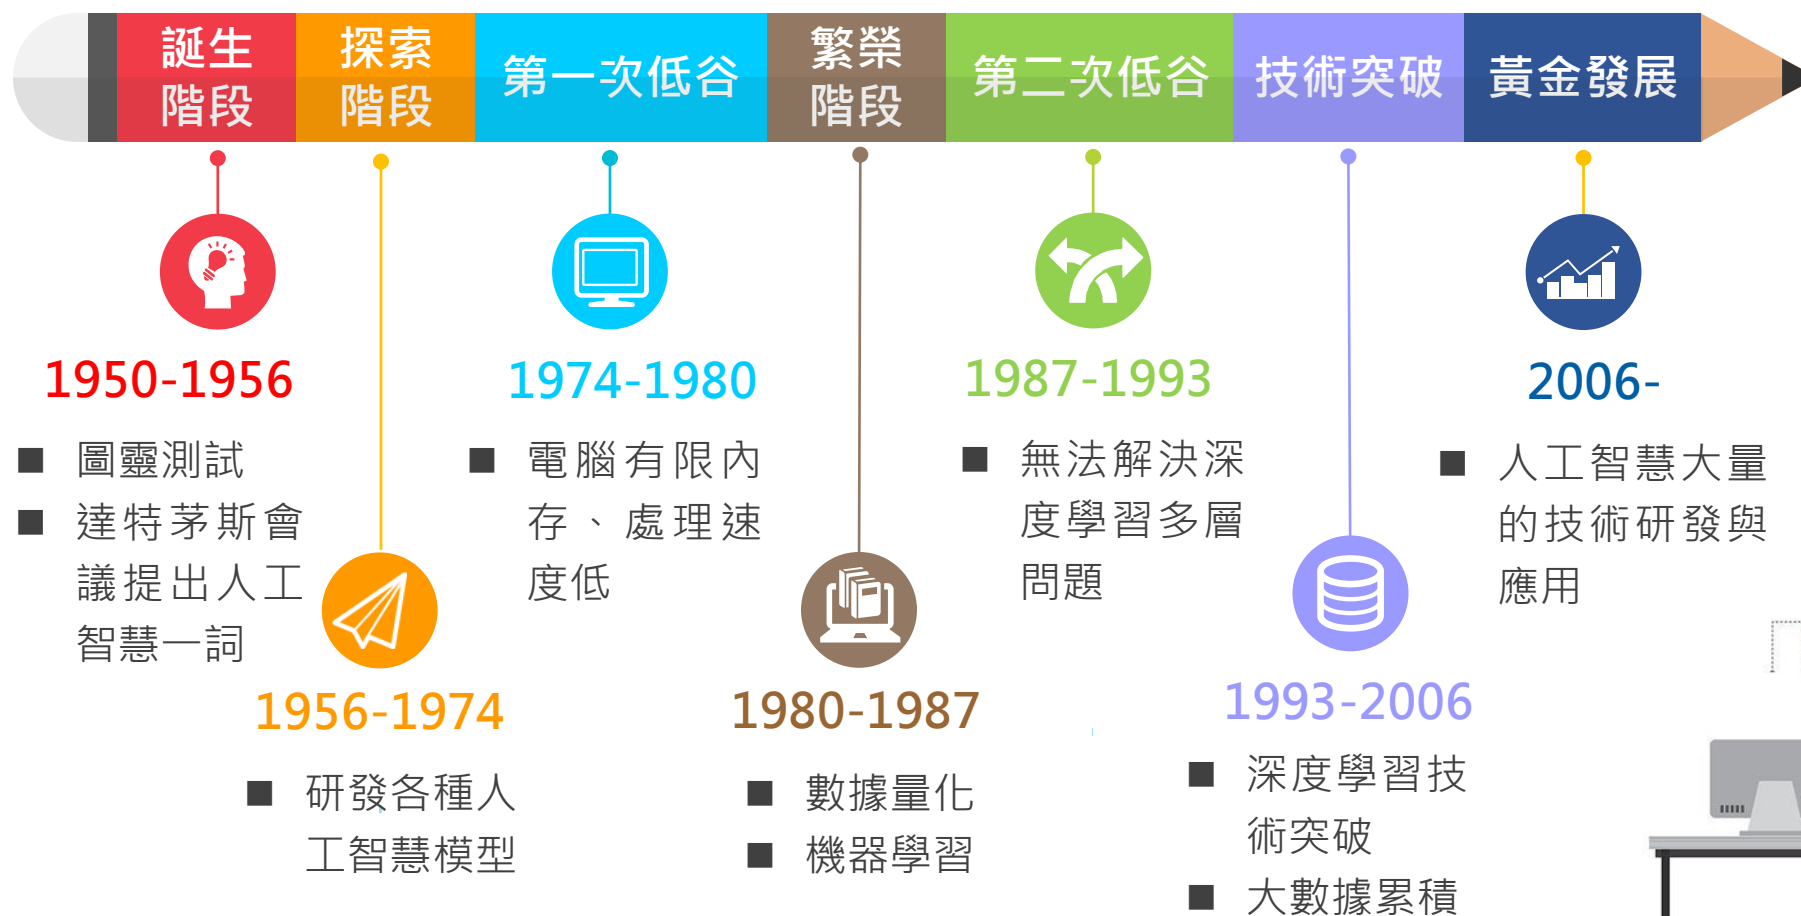 誕生
階段
探索
階段
第一次低谷
繁榮
階段
第二次低谷
技術突破
黃金發展
1950-1956
■ 圖靈測試
■ 達特茅斯會
議提出人工
智慧一詞
1956-1974
■ 研發各種人
工智慧模型
1974-1980
■ 電腦有限內
存、處理速
度低
1980-1987
■ 數據量化
■ 機器學習
1987-1993
■ 無法解決深
度學習多層
問題
1993-2006
■ 深度學習技
術突破
■ 大數據累積
2006-
■ 人工智慧大量
的技術研發與
應用